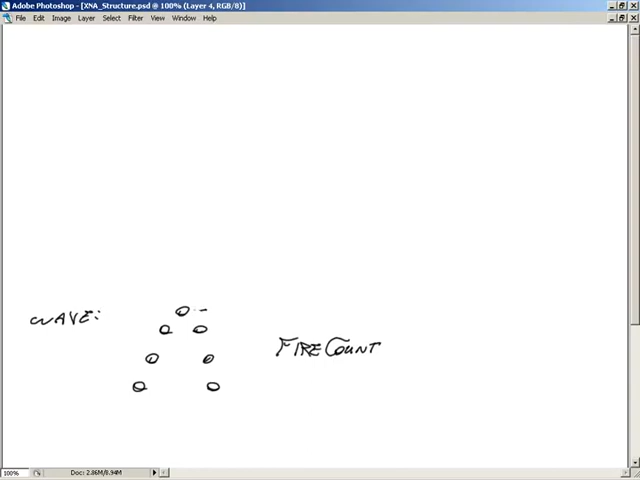 Adobe Photoshop - [XNA_Structure.psd @ 100% (Layer 4, RGB/8)]
File Edit Image Layer Select Filter View Window Help
WAVE:
FIRECOUNT
100% Doc: 2.86M/8.94M